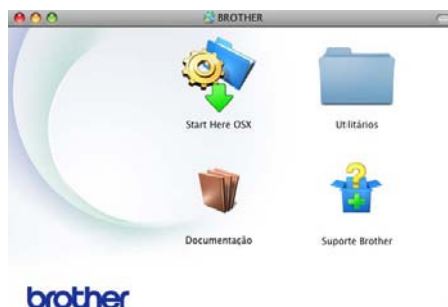 BROTHER
Start Here OSX
Utilitários
Documentação
Suporte Brother
brother